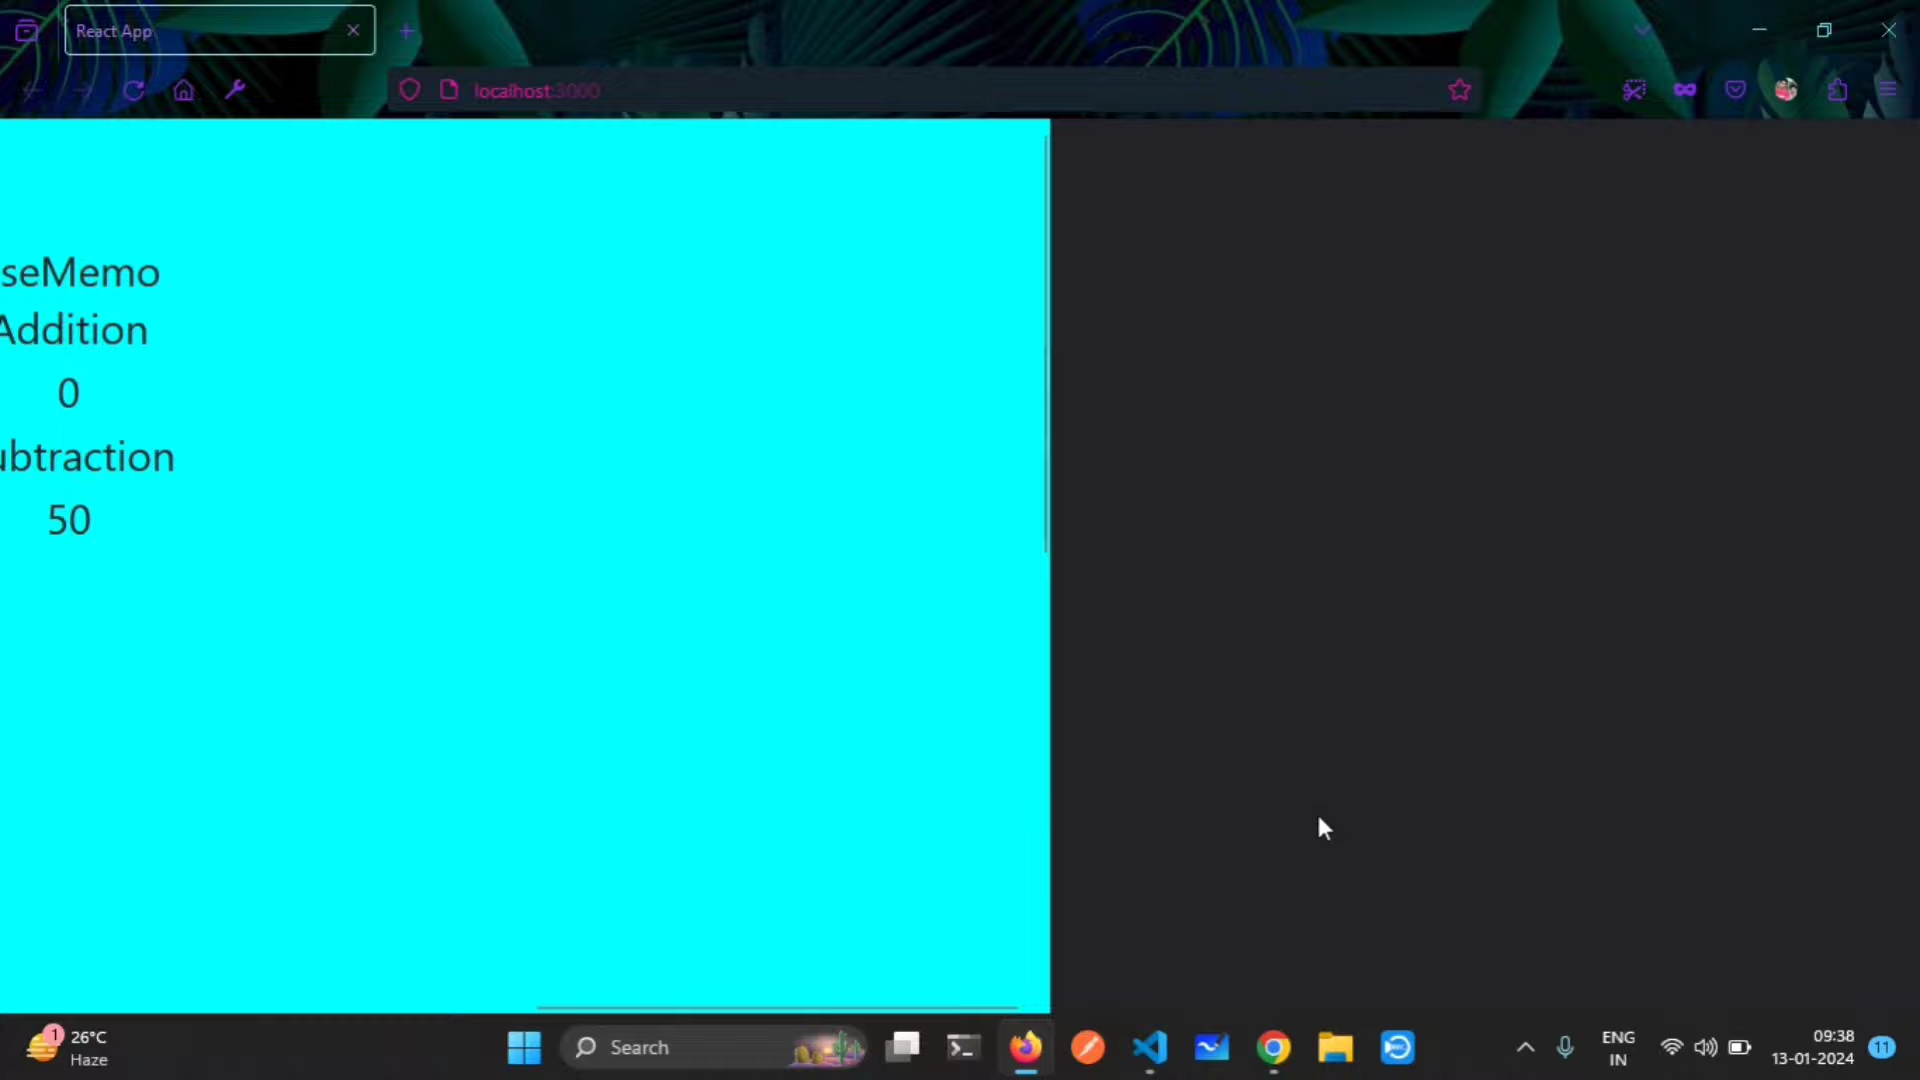 React App
localhost:3000
seMemo
Addition
0
ubtraction
50
1
26°C
Haze
Search
ENG
IN
09:38
13-01-2024
11